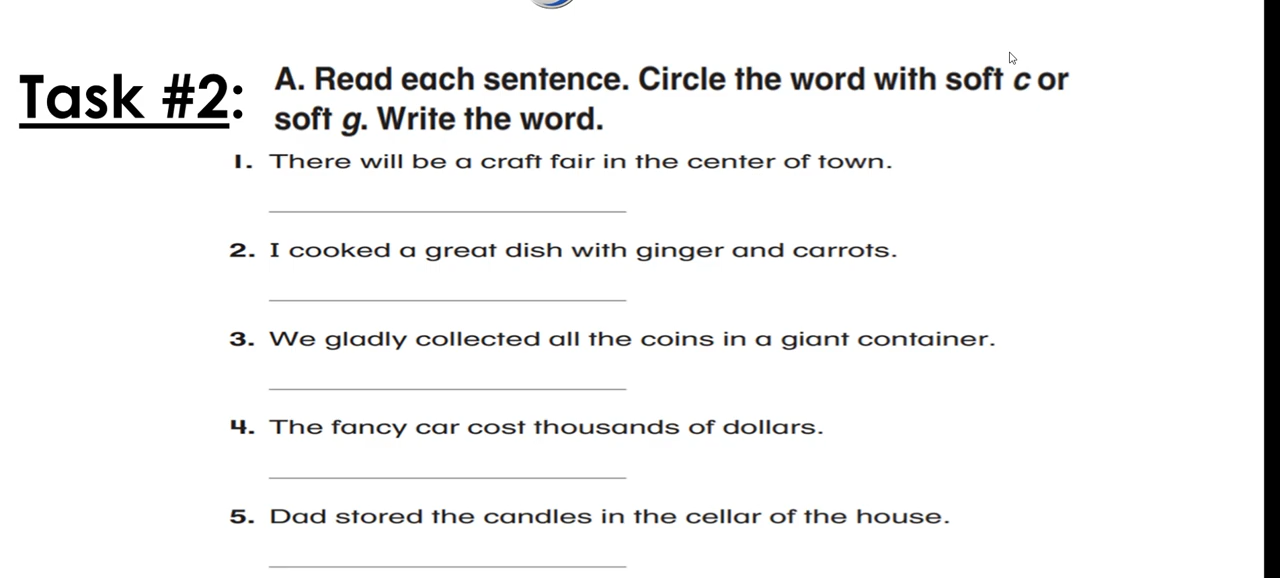 Task #2:
A. Read each sentence. Circle the word with soft c or
soft g. Write the word.
1. There will be a craft fair in the center of town.
2. I cooked a great dish with ginger and carrots.
3. We gladly collected all the coins in a giant container.
4. The fancy car cost thousands of dollars.
5. Dad stored the candles in the cellar of the house.